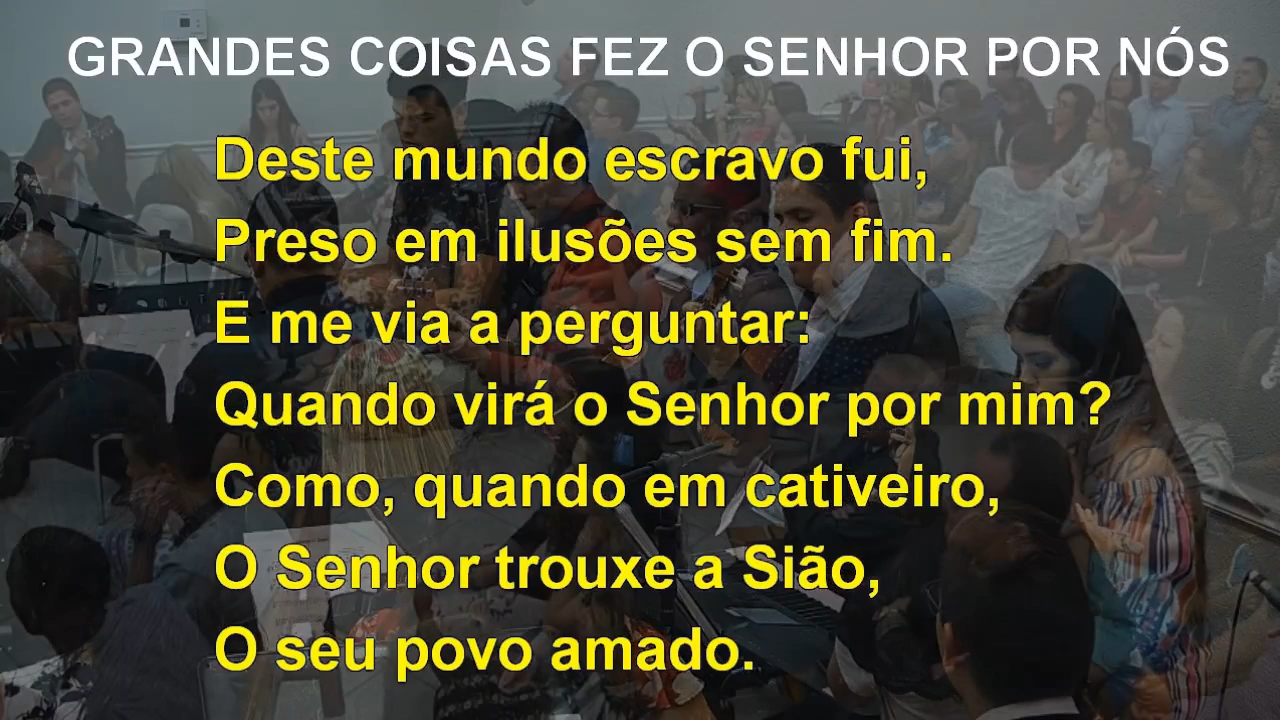 GRANDES COISAS FEZ O SENHOR POR NÓS
Deste mundo escravo fui,
Preso em ilusões sem fim.
E me via a perguntar:
Quando virá o Senhor por mim?
Como, quando em cativeiro,
O Senhor trouxe a Sião,
O seu povo amado.